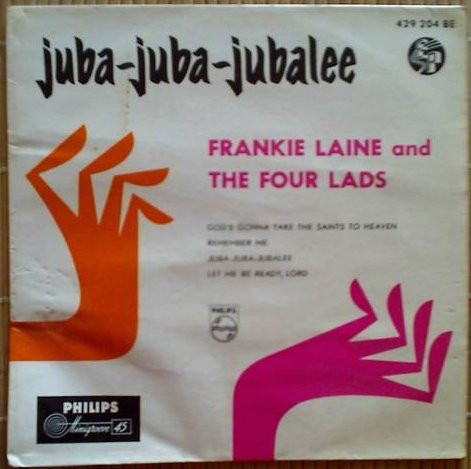 429 204 BE
juba-juba-jubalee
FRANKIE LAINE and
THE FOUR LADS
GOD'S GONNA TAKE THE SAINTS TO HEAVEN
REMEMBER ME
JUBA-JUBA-JUBALEE
LET ME BE READY, LORD
PHILIPS
PHILIPS
Minigroove 45